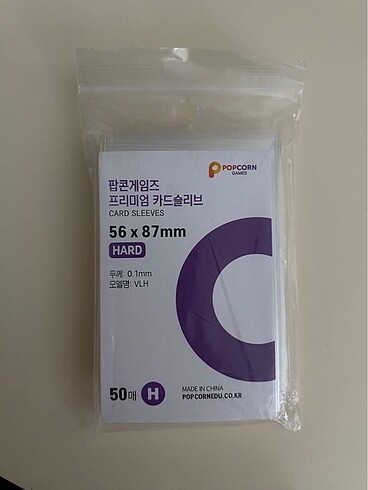 POPCORN
GAMES
팝콘게임즈
프리미엄 카드슬리브
CARD SLEEVES
56 x 87mm
HARD
두께: 0.1mm
모델명: VLH
50매 H
MADE IN CHINA
POPCORNEDU.CO.KR